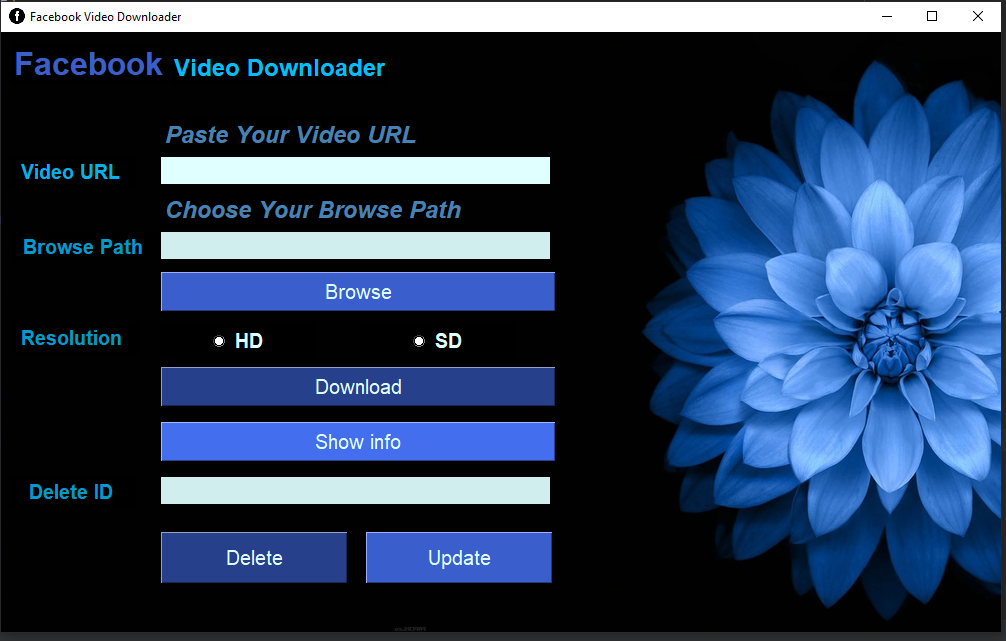 Facebook Video Downloader
Facebook Video Downloader
Paste Your Video URL
Video URL
Choose Your Browse Path
Browse Path
Browse
Resolution HD SD
Download
Show info
Delete ID
Delete Update